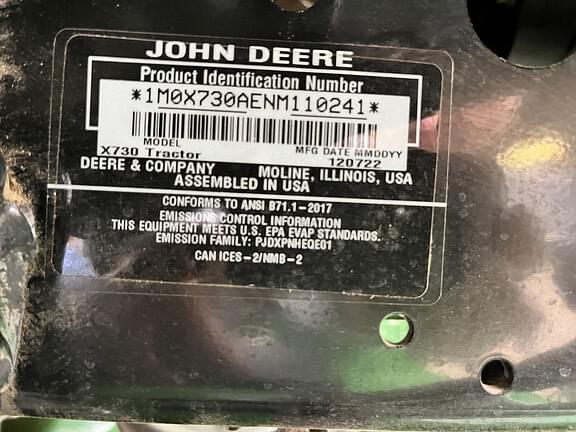 JOHN DEERE
Product Identification Number
*1M0X730AENM110241*
MODEL
X730 Tractor
MFG DATE MMDDYY
120722
DEERE & COMPANY MOLINE, ILLINOIS, USA
ASSEMBLED IN USA
CONFORMS TO ANSI B71.1-2017
EMISSIONS CONTROL INFORMATION
THIS EQUIPMENT MEETS U.S. EPA EVAP STANDARDS.
EMISSION FAMILY: PJDXPNHEQE01
CAN ICES-2/NMB-2